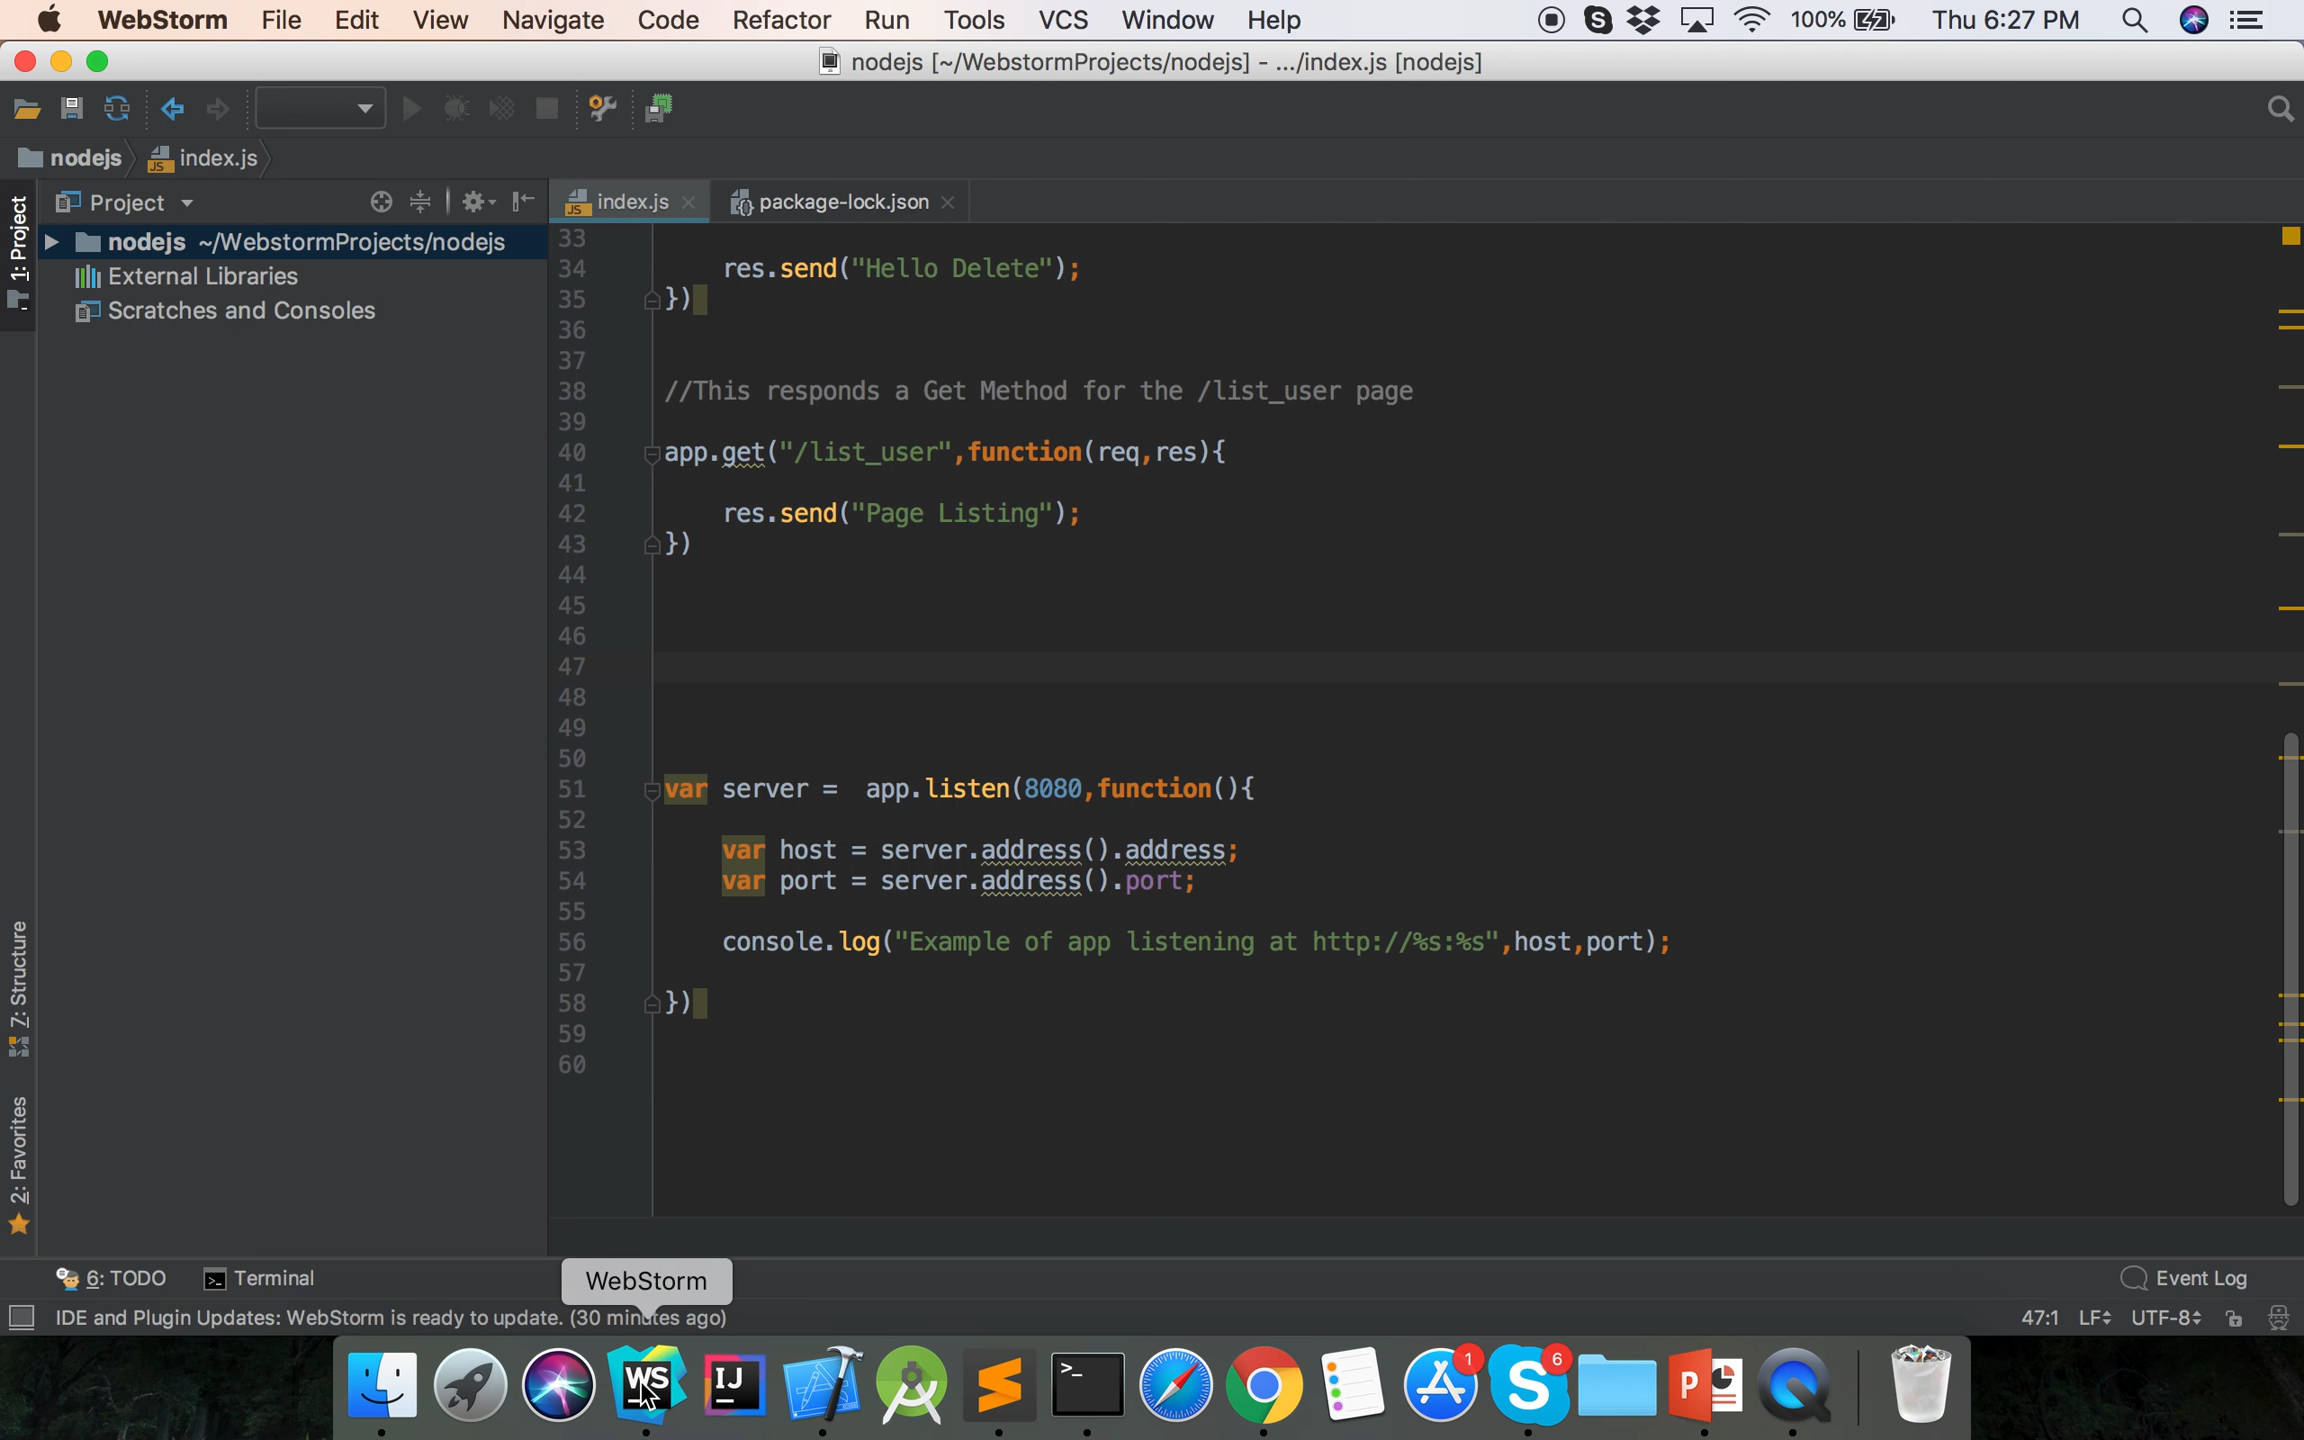 WebStorm File Edit View Navigate Code Refactor Run Tools VCS Window Help 100% Thu 6:27 PM
nodejs [~/WebstormProjects/nodejs] - .../index.js [nodejs]
nodejs index.js
Project
index.js package-lock.json
1: Project
nodejs ~/WebstormProjects/nodejs
External Libraries
Scratches and Consoles
7: Structure
2: Favorites
33
34 res.send("Hello Delete");
35 })
36
37
38 //This responds a Get Method for the /list_user page
39
40 app.get("/list_user",function(req,res){
41
42 res.send("Page Listing");
43 })
44
45
46
47
48
49
50
51 var server = app.listen(8080,function(){
52
53 var host = server.address().address;
54 var port = server.address().port;
55
56 console.log("Example of app listening at http://%s:%s",host,port);
57
58 })
59
60
6: TODO Terminal Event Log
WebStorm
IDE and Plugin Updates: WebStorm is ready to update. (30 minutes ago) 47:1 LF UTF-8
WS IJ >_ 1 S 6 P